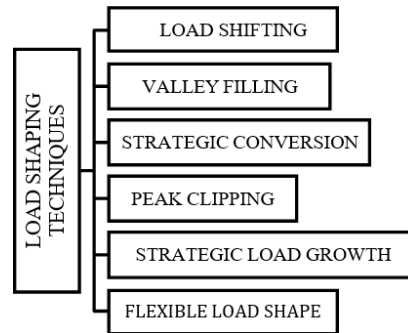 LOAD SHAPING
TECHNIQUES
LOAD SHIFTING
VALLEY FILLING
STRATEGIC CONVERSION
PEAK CLIPPING
STRATEGIC LOAD GROWTH
FLEXIBLE LOAD SHAPE